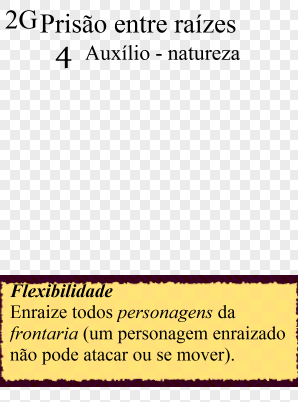 2G Prisão entre raízes
4 Auxílio - natureza
Flexibilidade
Enraize todos personagens da
frontaria (um personagem enraizado
não pode atacar ou se mover).